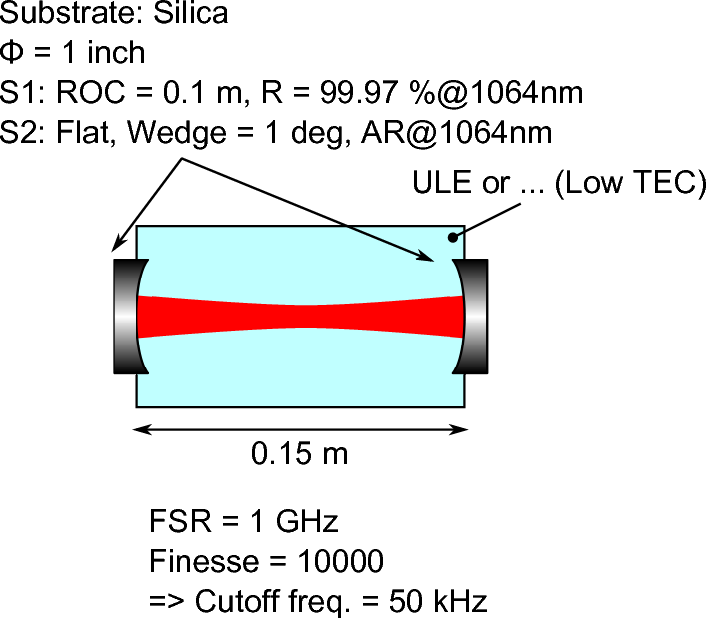 Substrate: Silica
Φ = 1 inch
S1: ROC = 0.1 m, R = 99.97 %@1064nm
S2: Flat, Wedge = 1 deg, AR@1064nm
ULE or ... (Low TEC)
0.15 m
FSR = 1 GHz
Finesse = 10000
=> Cutoff freq. = 50 kHz